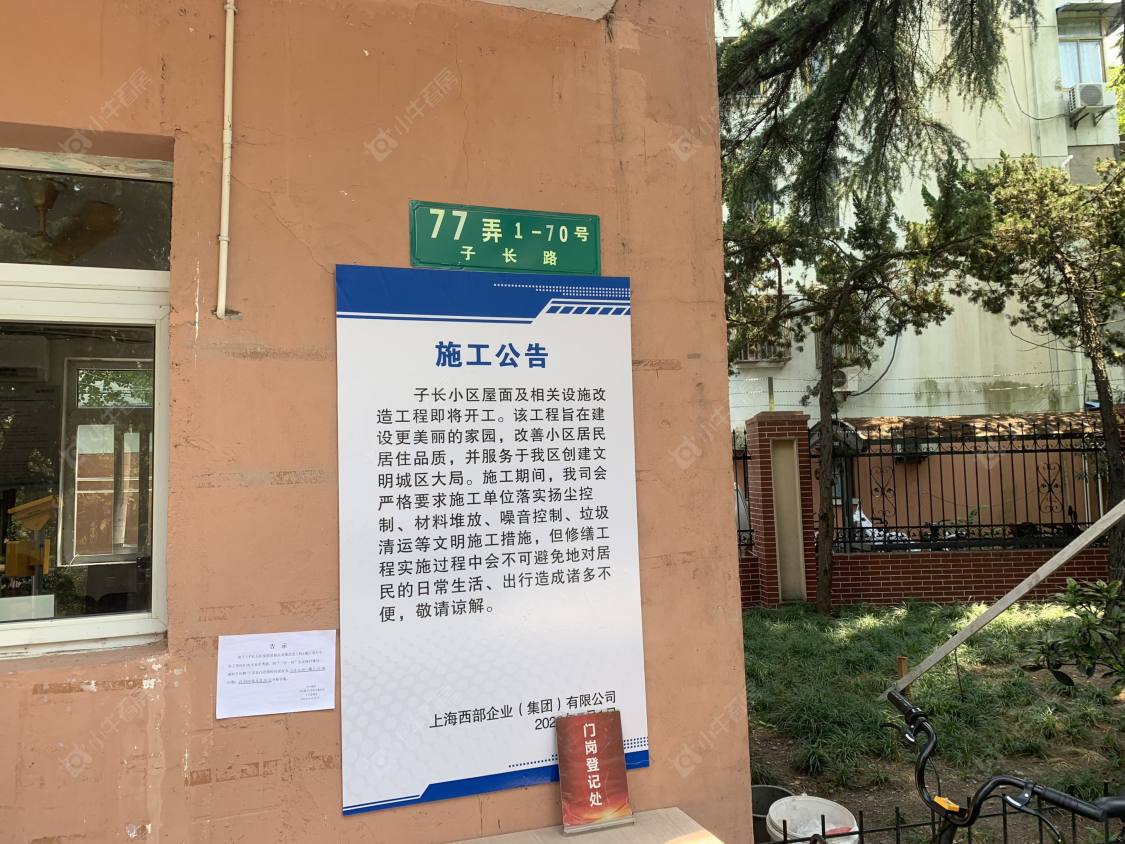 77弄1-70号
子长路
施工公告
子长小区屋面及相关设施改
造工程即将开工。该工程旨在建
设更美丽的家园，改善小区居民
居住品质，并服务于我区创建文
明城区大局。施工期间，我司会
严格要求施工单位落实扬尘控
制、材料堆放、噪音控制、垃圾
清运等文明施工措施，但修缮工
程实施过程中会不可避免地对居
民的日常生活、出行造成诸多不
便，敬请谅解。
上海西部企业（集团）有限公司
门岗登记处
告示
小牛看房